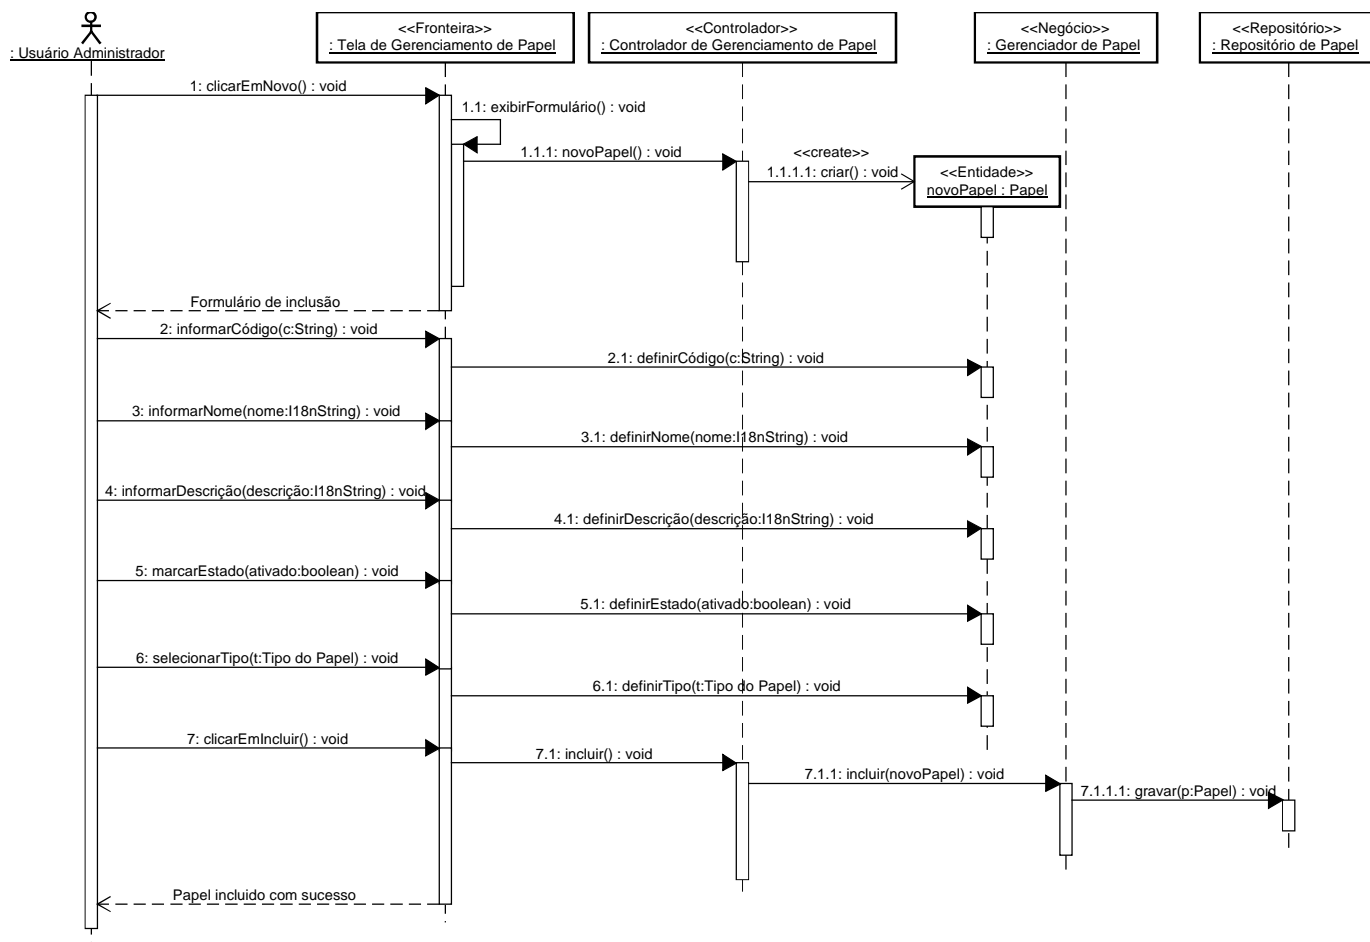 <<Fronteira>>
<<Controlador>>
<<Negócio>>
<<Repositório>>
: Usuário Administrador
: Tela de Gerenciamento de Papel
: Controlador de Gerenciamento de Papel
: Gerenciador de Papel
: Repositório de Papel
1: clicarEmNovo() : void
1.1: exibirFormulário() : void
1.1.1: novoPapel() : void
<<create>>
1.1.1.1: criar() : void
<<Entidade>>
novoPapel : Papel
Formulário de inclusão
2: informarCódigo(c:String) : void
2.1: definirCódigo(c:String) : void
3: informarNome(nome:I18nString) : void
3.1: definirNome(nome:I18nString) : void
4: informarDescrição(descrição:I18nString) : void
4.1: definirDescrição(descrição:I18nString) : void
5: marcarEstado(ativado:boolean) : void
5.1: definirEstado(ativado:boolean) : void
6: selecionarTipo(t:Tipo do Papel) : void
6.1: definirTipo(t:Tipo do Papel) : void
7: clicarEmIncluir() : void
7.1: incluir() : void
7.1.1: incluir(novoPapel) : void
7.1.1.1: gravar(p:Papel) : void
Papel incluido com sucesso